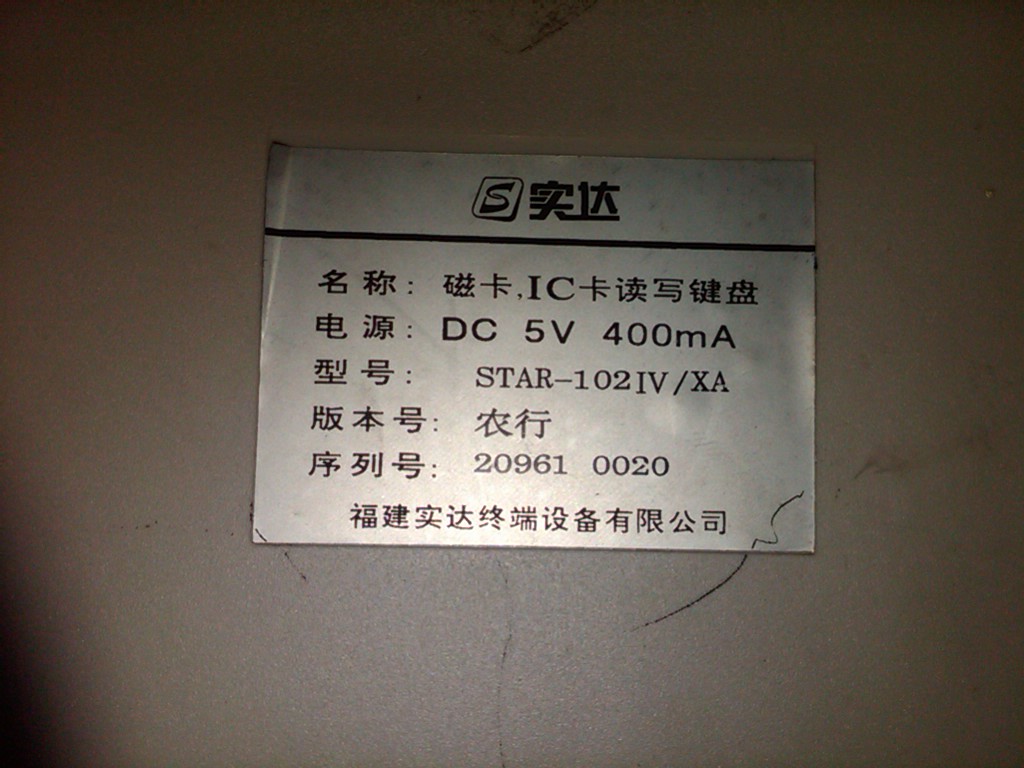 S 实达
名称：磁卡,IC卡读写键盘
电源：DC 5V 400mA
型号：STAR-102IV/XA
版本号：农行
序列号：20961 0020
福建实达终端设备有限公司